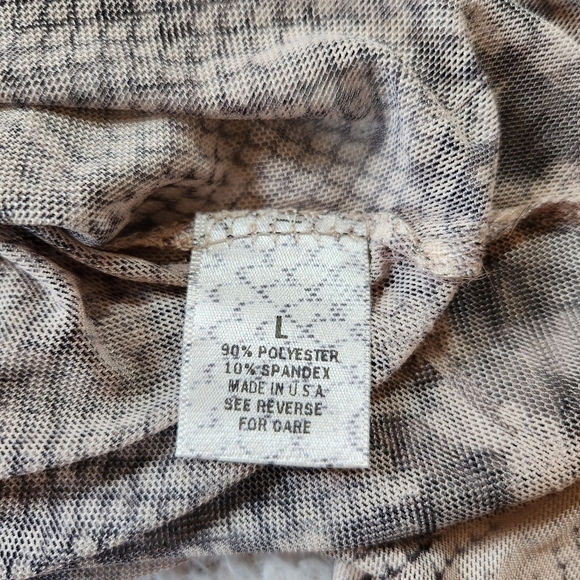 L
90% POLYESTER
10% SPANDEX
MADE IN U.S.A.
SEE REVERSE
FOR CARE